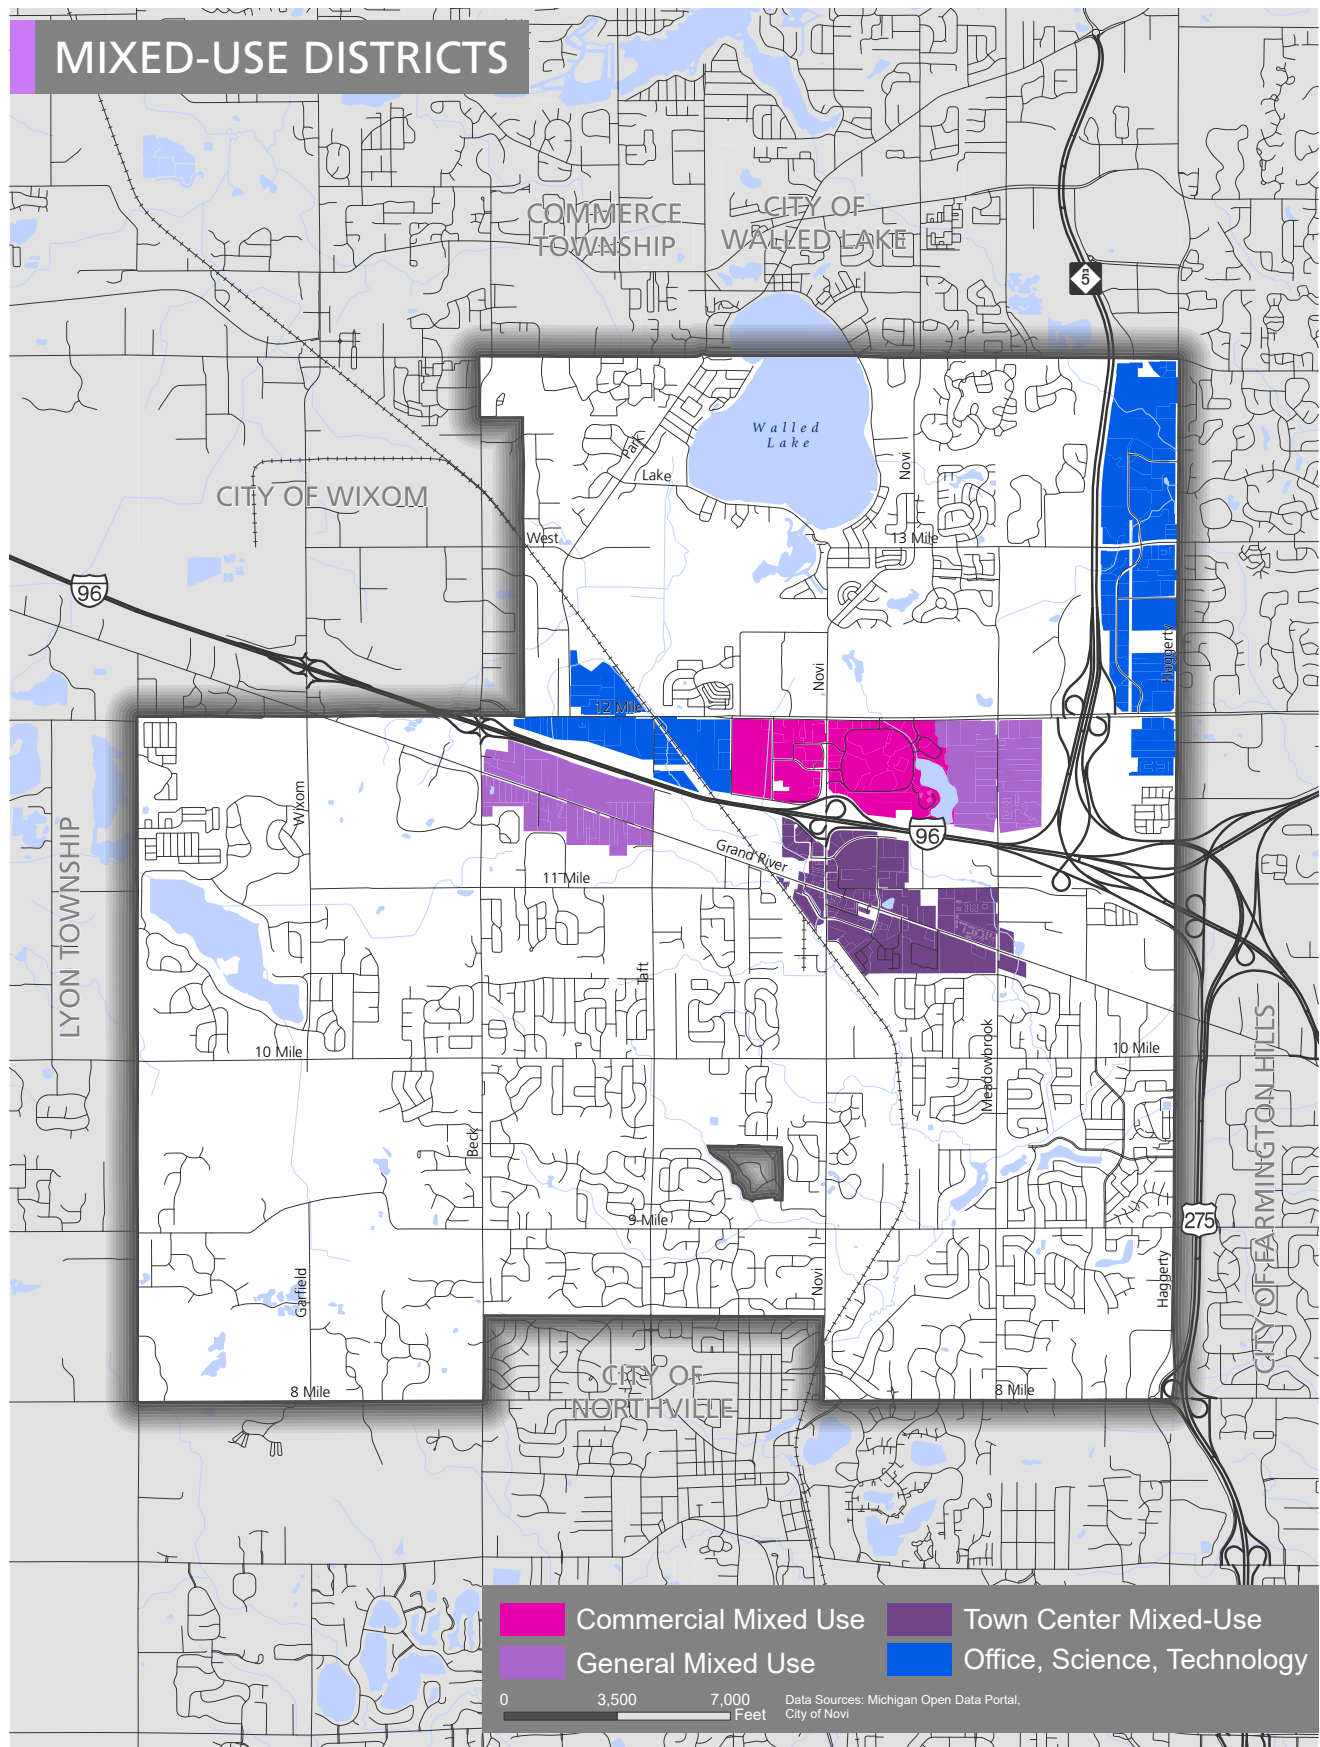 MIXED-USE DISTRICTS
COMMERCE
TOWNSHIP
CITY OF
WALLED LAKE
M
5
Walled
Lake
Park
Lake
Novi
CITY OF WIXOM
West
13 Mile
96
Haggerty
Novi
12 Mile
Wixom
96
Grand River
11 Mile
LYON TOWNSHIP
Taft
10 Mile
Meadowbrook
10 Mile
CITY OF FARMINGTON HILLS
Beck
9 Mile
275
Garfield
Novi
Haggerty
8 Mile
CITY OF
NORTHVILLE
8 Mile
Commercial Mixed Use
General Mixed Use
Town Center Mixed-Use
Office, Science, Technology
0 3,500 7,000
Feet
Data Sources: Michigan Open Data Portal,
City of Novi